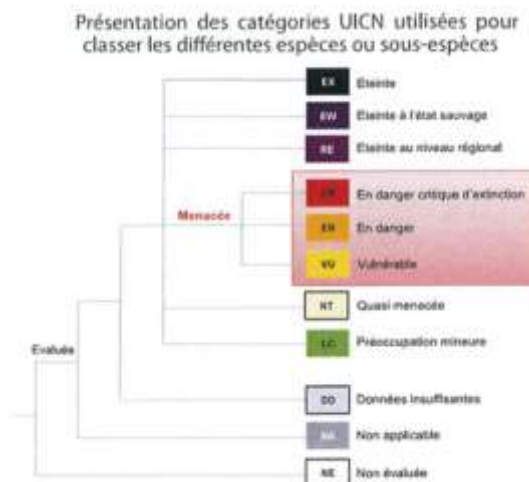 Présentation des catégories UICN utilisées pour
classer les différentes espèces ou sous-espèces
EX Eteinte
EW Eteinte à l'état sauvage
RE Eteinte au niveau régional
CR En danger critique d'extinction
Menacée
EN En danger
VU Vulnérable
NT Quasi menacée
LC Préoccupation mineure
Evaluée
DD Données insuffisantes
NA Non applicable
NE Non évaluée